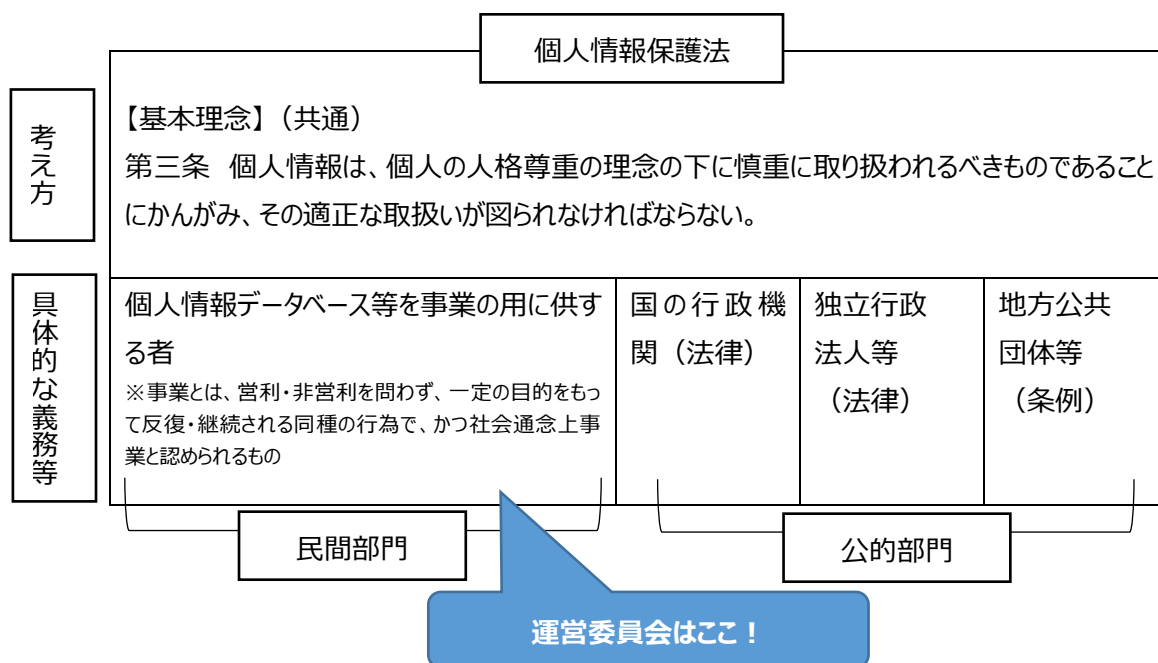 個人情報保護法
考え方
【基本理念】（共通）
第三条 個人情報は、個人の人格尊重の理念の下に慎重に取り扱われるべきものであること
にかんがみ、その適正な取扱いが図られなければならない。
具体的な義務等
個人情報データベース等を事業の用に供す
る者
※事業とは、営利・非営利を問わず、一定の目的をもっ
て反復・継続される同種の行為で、かつ社会通念上事
業と認められるもの
国の行政機
関（法律）
独立行政
法人等
（法律）
地方公共
団体等
（条例）
民間部門
公的部門
運営委員会はここ！